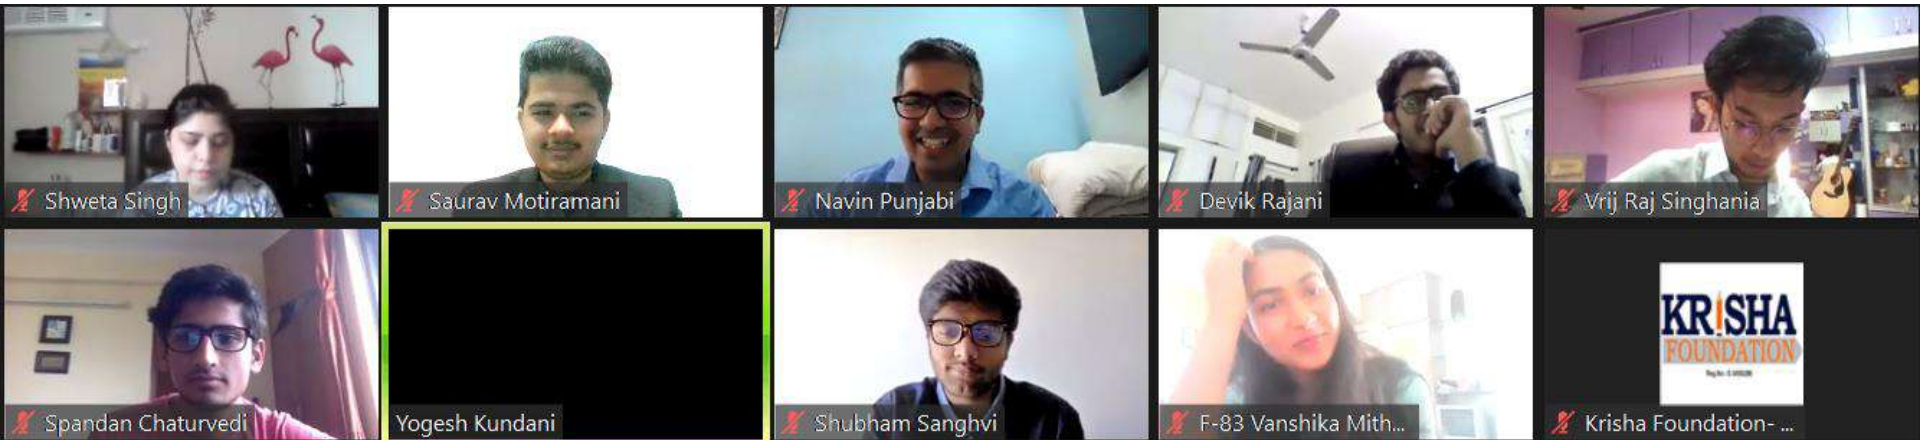 Shweta Singh
Saurav Motiramani
Navin Punjabi
Devik Rajani
Vrij Raj Singhania
Spandan Chaturvedi
Yogesh Kundani
Shubham Sanghvi
F-83 Vanshika Mith...
KRISHA
FOUNDATION
Krisha Foundation- ...